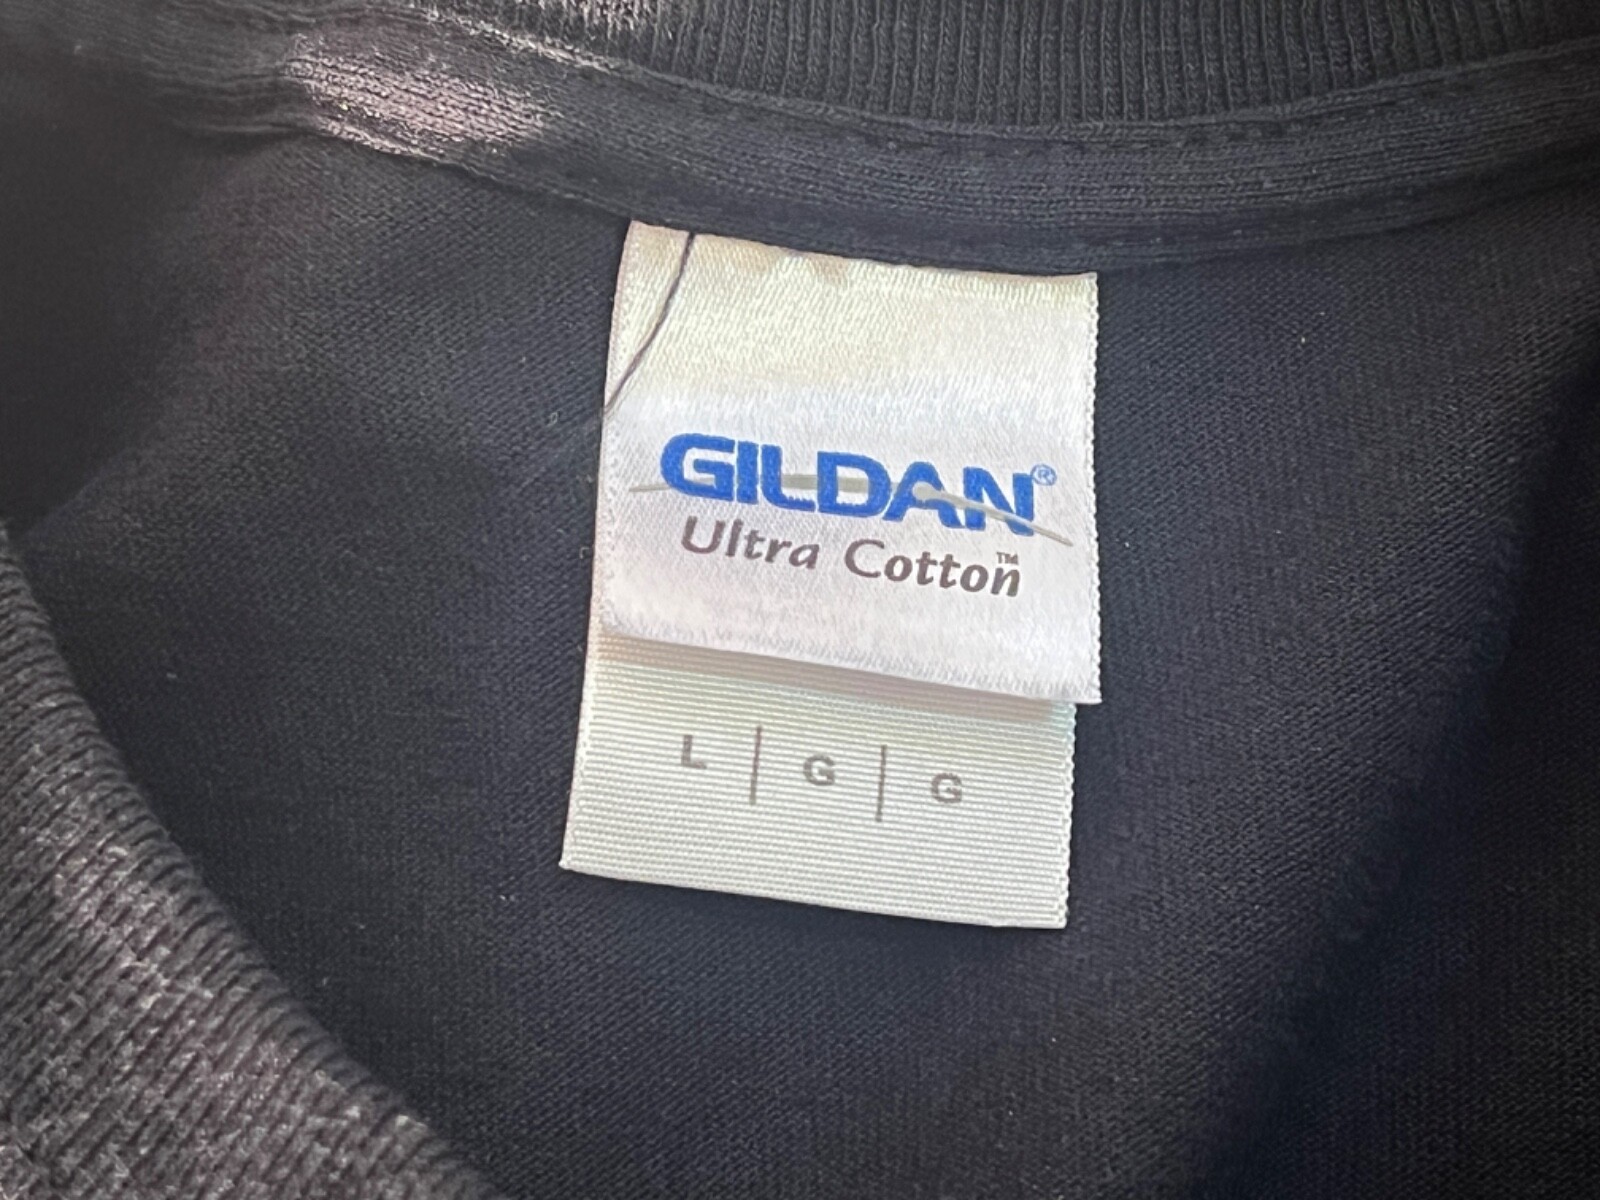 GILDAN®
Ultra Cotton™
L | G | G